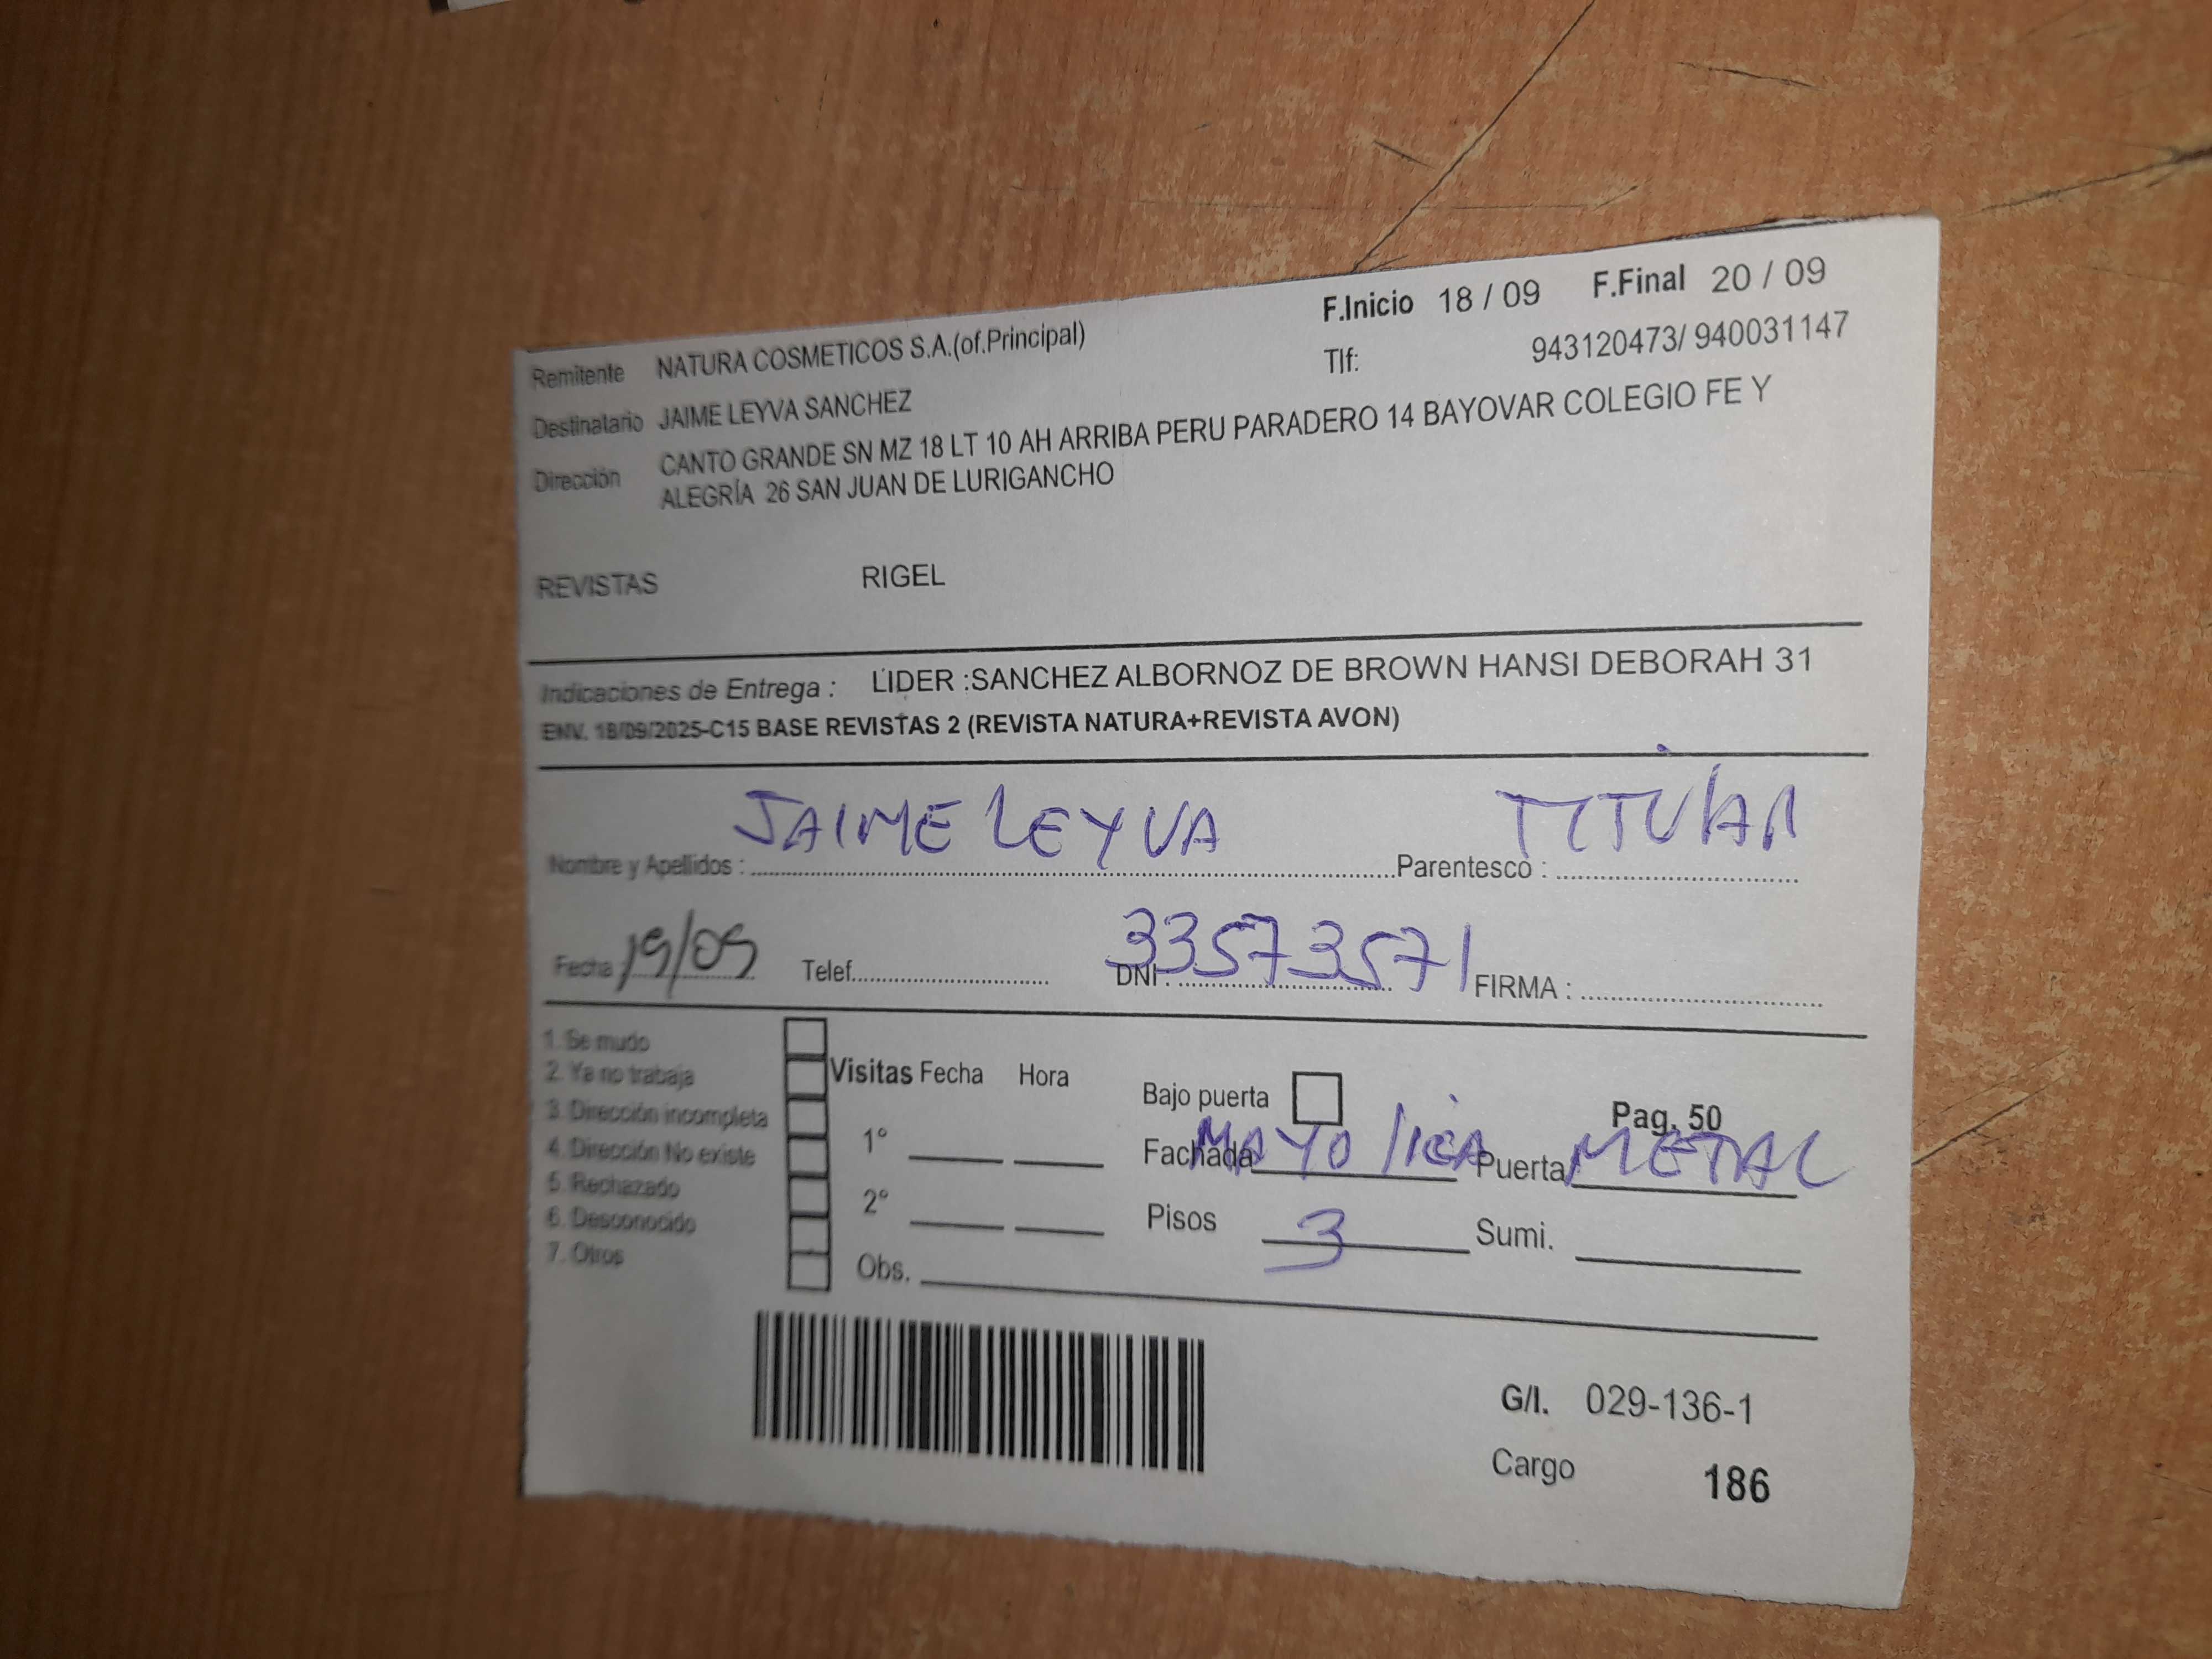 F.Inicio 18 / 09 F.Final 20 / 09
Remitente NATURA COSMETICOS S.A.(of.Principal) Tlf: 943120473/ 940031147
Destinatario JAIME LEYVA SANCHEZ
Dirección CANTO GRANDE SN MZ 18 LT 10 AH ARRIBA PERU PARADERO 14 BAYOVAR COLEGIO FE Y
ALEGRÍA 26 SAN JUAN DE LURIGANCHO
REVISTAS RIGEL
Indicaciones de Entrega : LIDER :SANCHEZ ALBORNOZ DE BROWN HANSI DEBORAH 31
ENV. 18/09/2025-C15 BASE REVISTAS 2 (REVISTA NATURA+REVISTA AVON)
Nombre y Apellidos : JAIME LEYVA Parentesco : TITULAR
Fecha 19/09 Telef. DNI : 33573571 FIRMA :
1. Se mudo
2. Ya no trabaja Visitas Fecha Hora Bajo puerta Pag. 50
3. Dirección incompleta
4. Dirección No existe 1° Fachada MAYOlICA Puerta METAL
5. Rechazado
6. Desconocido 2° Pisos 3 Sumi.
7. Otros Obs.
G/I. 029-136-1
Cargo 186